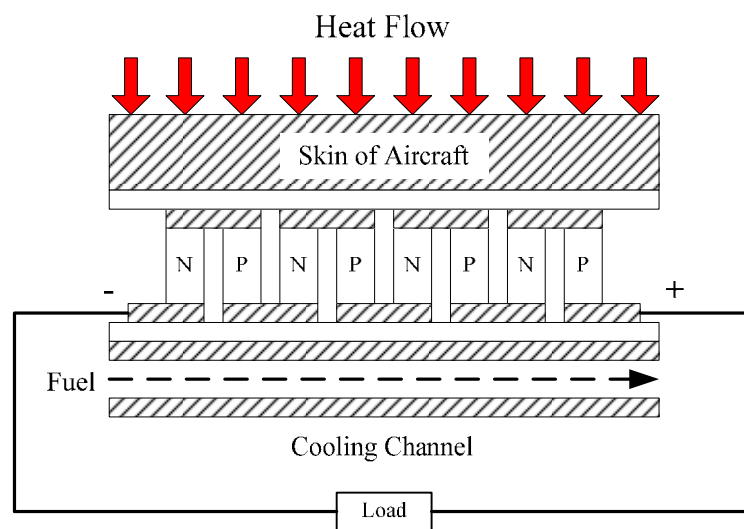 Heat Flow
Skin of Aircraft
N P N P N P N P
- +
Fuel
Cooling Channel
Load